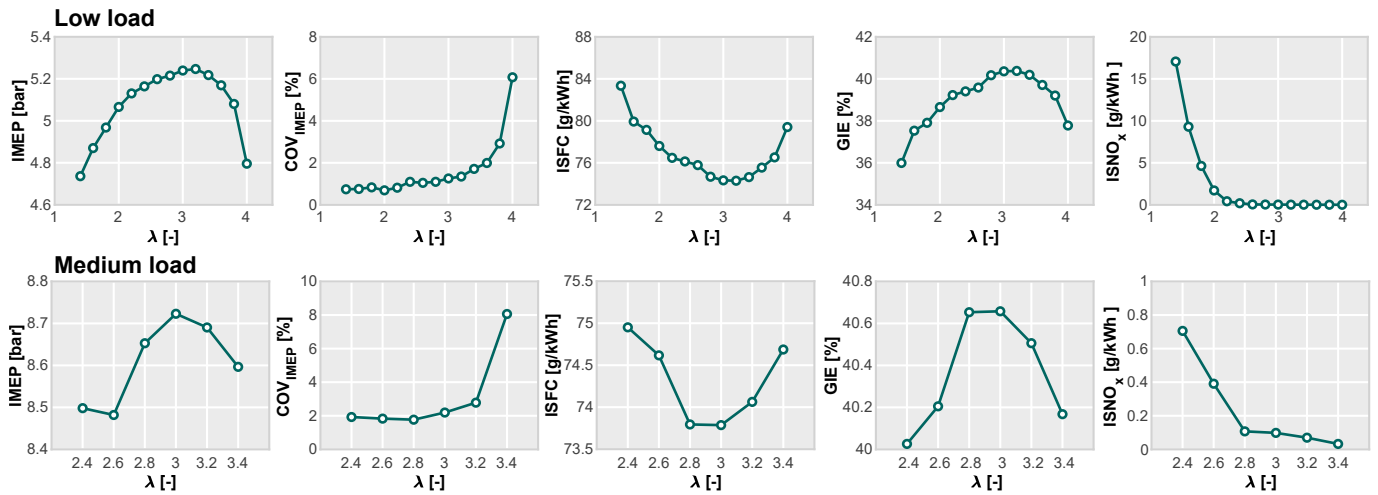 Low load
IMEP [bar]
5.4
5.2
5
4.8
4.6
1
2
3
4
λ [-]
COV_IMEP [%]
8
6
4
2
0
1
2
3
4
λ [-]
ISFC [g/kWh]
88
84
80
76
72
1
2
3
4
λ [-]
GIE [%]
42
40
38
36
34
1
2
3
4
λ [-]
ISNO_x [g/kWh ]
20
15
10
5
0
1
2
3
4
λ [-]
Medium load
IMEP [bar]
8.8
8.7
8.6
8.5
8.4
2.4 2.6 2.8 3 3.2 3.4
λ [-]
COV_IMEP [%]
10
8
6
4
2
0
2.4 2.6 2.8 3 3.2 3.4
λ [-]
ISFC [g/kWh]
75.5
75
74.5
74
73.5
2.4 2.6 2.8 3 3.2 3.4
λ [-]
GIE [%]
40.8
40.6
40.4
40.2
40
2.4 2.6 2.8 3 3.2 3.4
λ [-]
ISNO_x [g/kWh ]
1
0.8
0.6
0.4
0.2
0
2.4 2.6 2.8 3 3.2 3.4
λ [-]